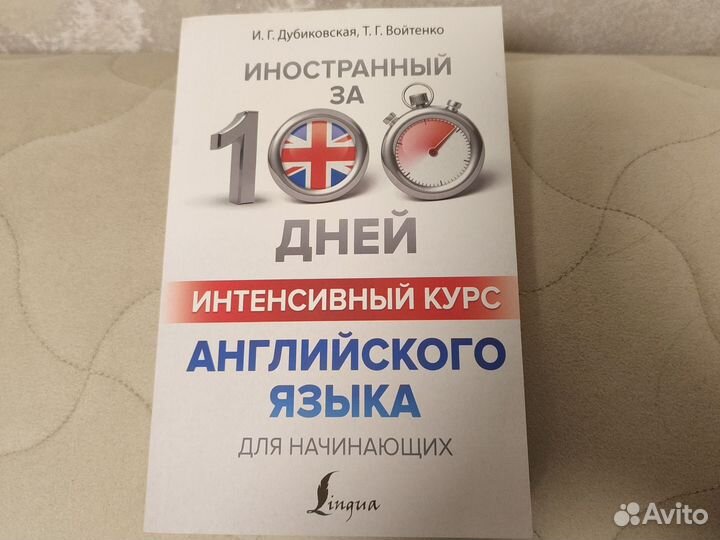 И. Г. Дубиковская, Т. Г. Войтенко
ИНОСТРАННЫЙ
ЗА
100
ДНЕЙ
ИНТЕНСИВНЫЙ КУРС
АНГЛИЙСКОГО
ЯЗЫКА
ДЛЯ НАЧИНАЮЩИХ
Lingua
Avito